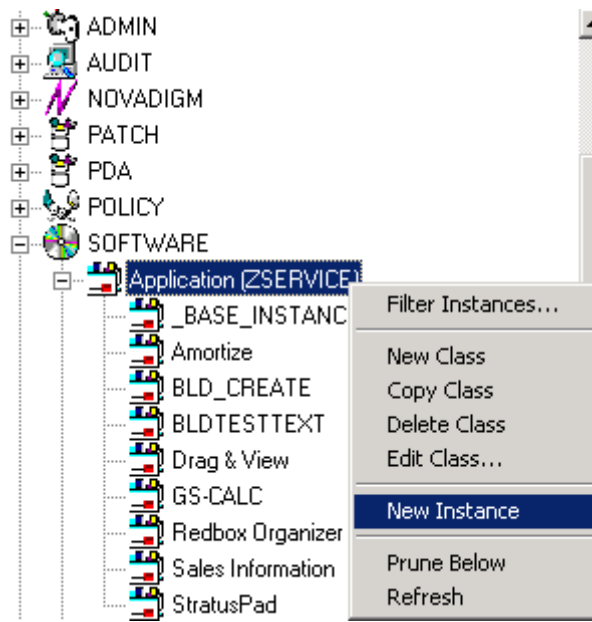 ADMIN
AUDIT
NOVADIGM
PATCH
PDA
POLICY
SOFTWARE
Application (ZSERVICE)
_BASE_INSTANC
Amortize
BLD_CREATE
BLDTESTTEXT
Drag & View
GS-CALC
Redbox Organizer
Sales Information
StratusPad
Filter Instances...
New Class
Copy Class
Delete Class
Edit Class...
New Instance
Prune Below
Refresh